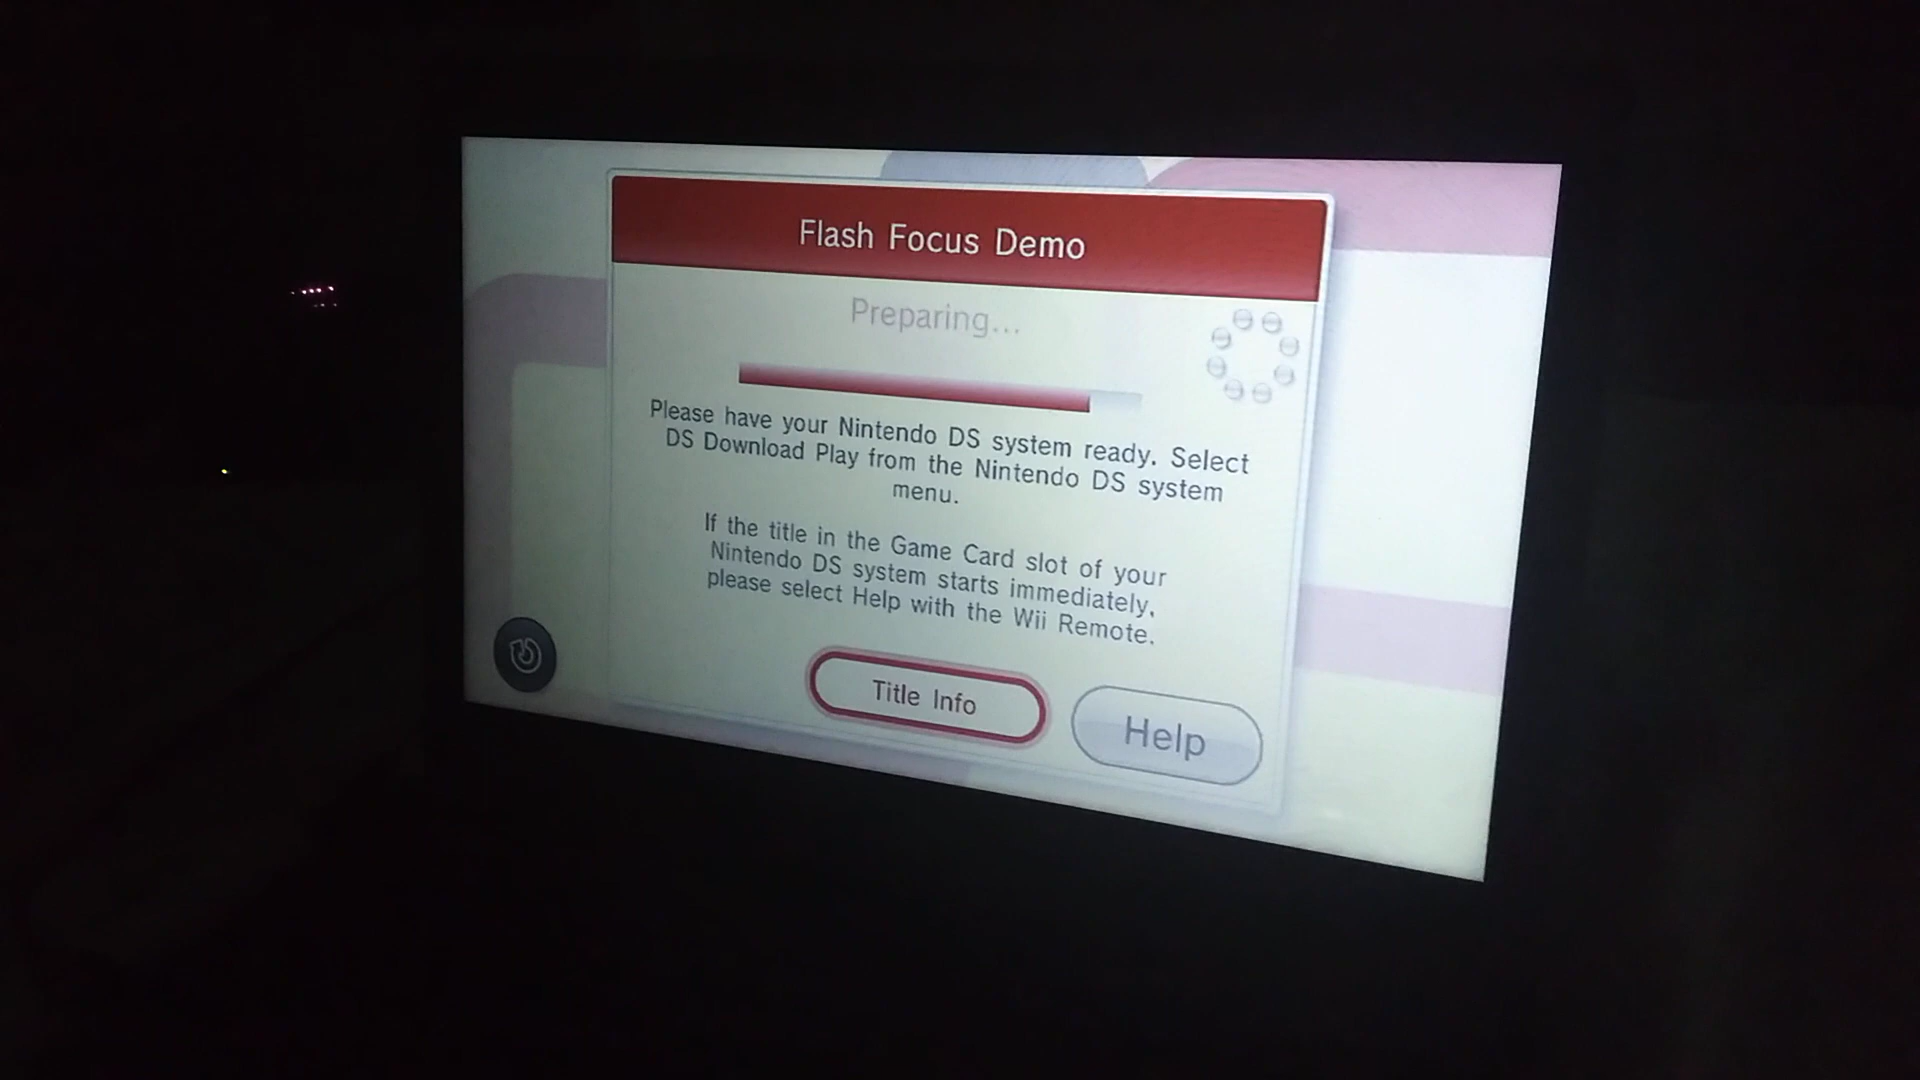 Flash Focus Demo
Preparing...
Please have your Nintendo DS system ready. Select
DS Download Play from the Nintendo DS system
menu.
If the title in the Game Card slot of your
Nintendo DS system starts immediately,
please select Help with the Wii Remote.
Title Info
Help